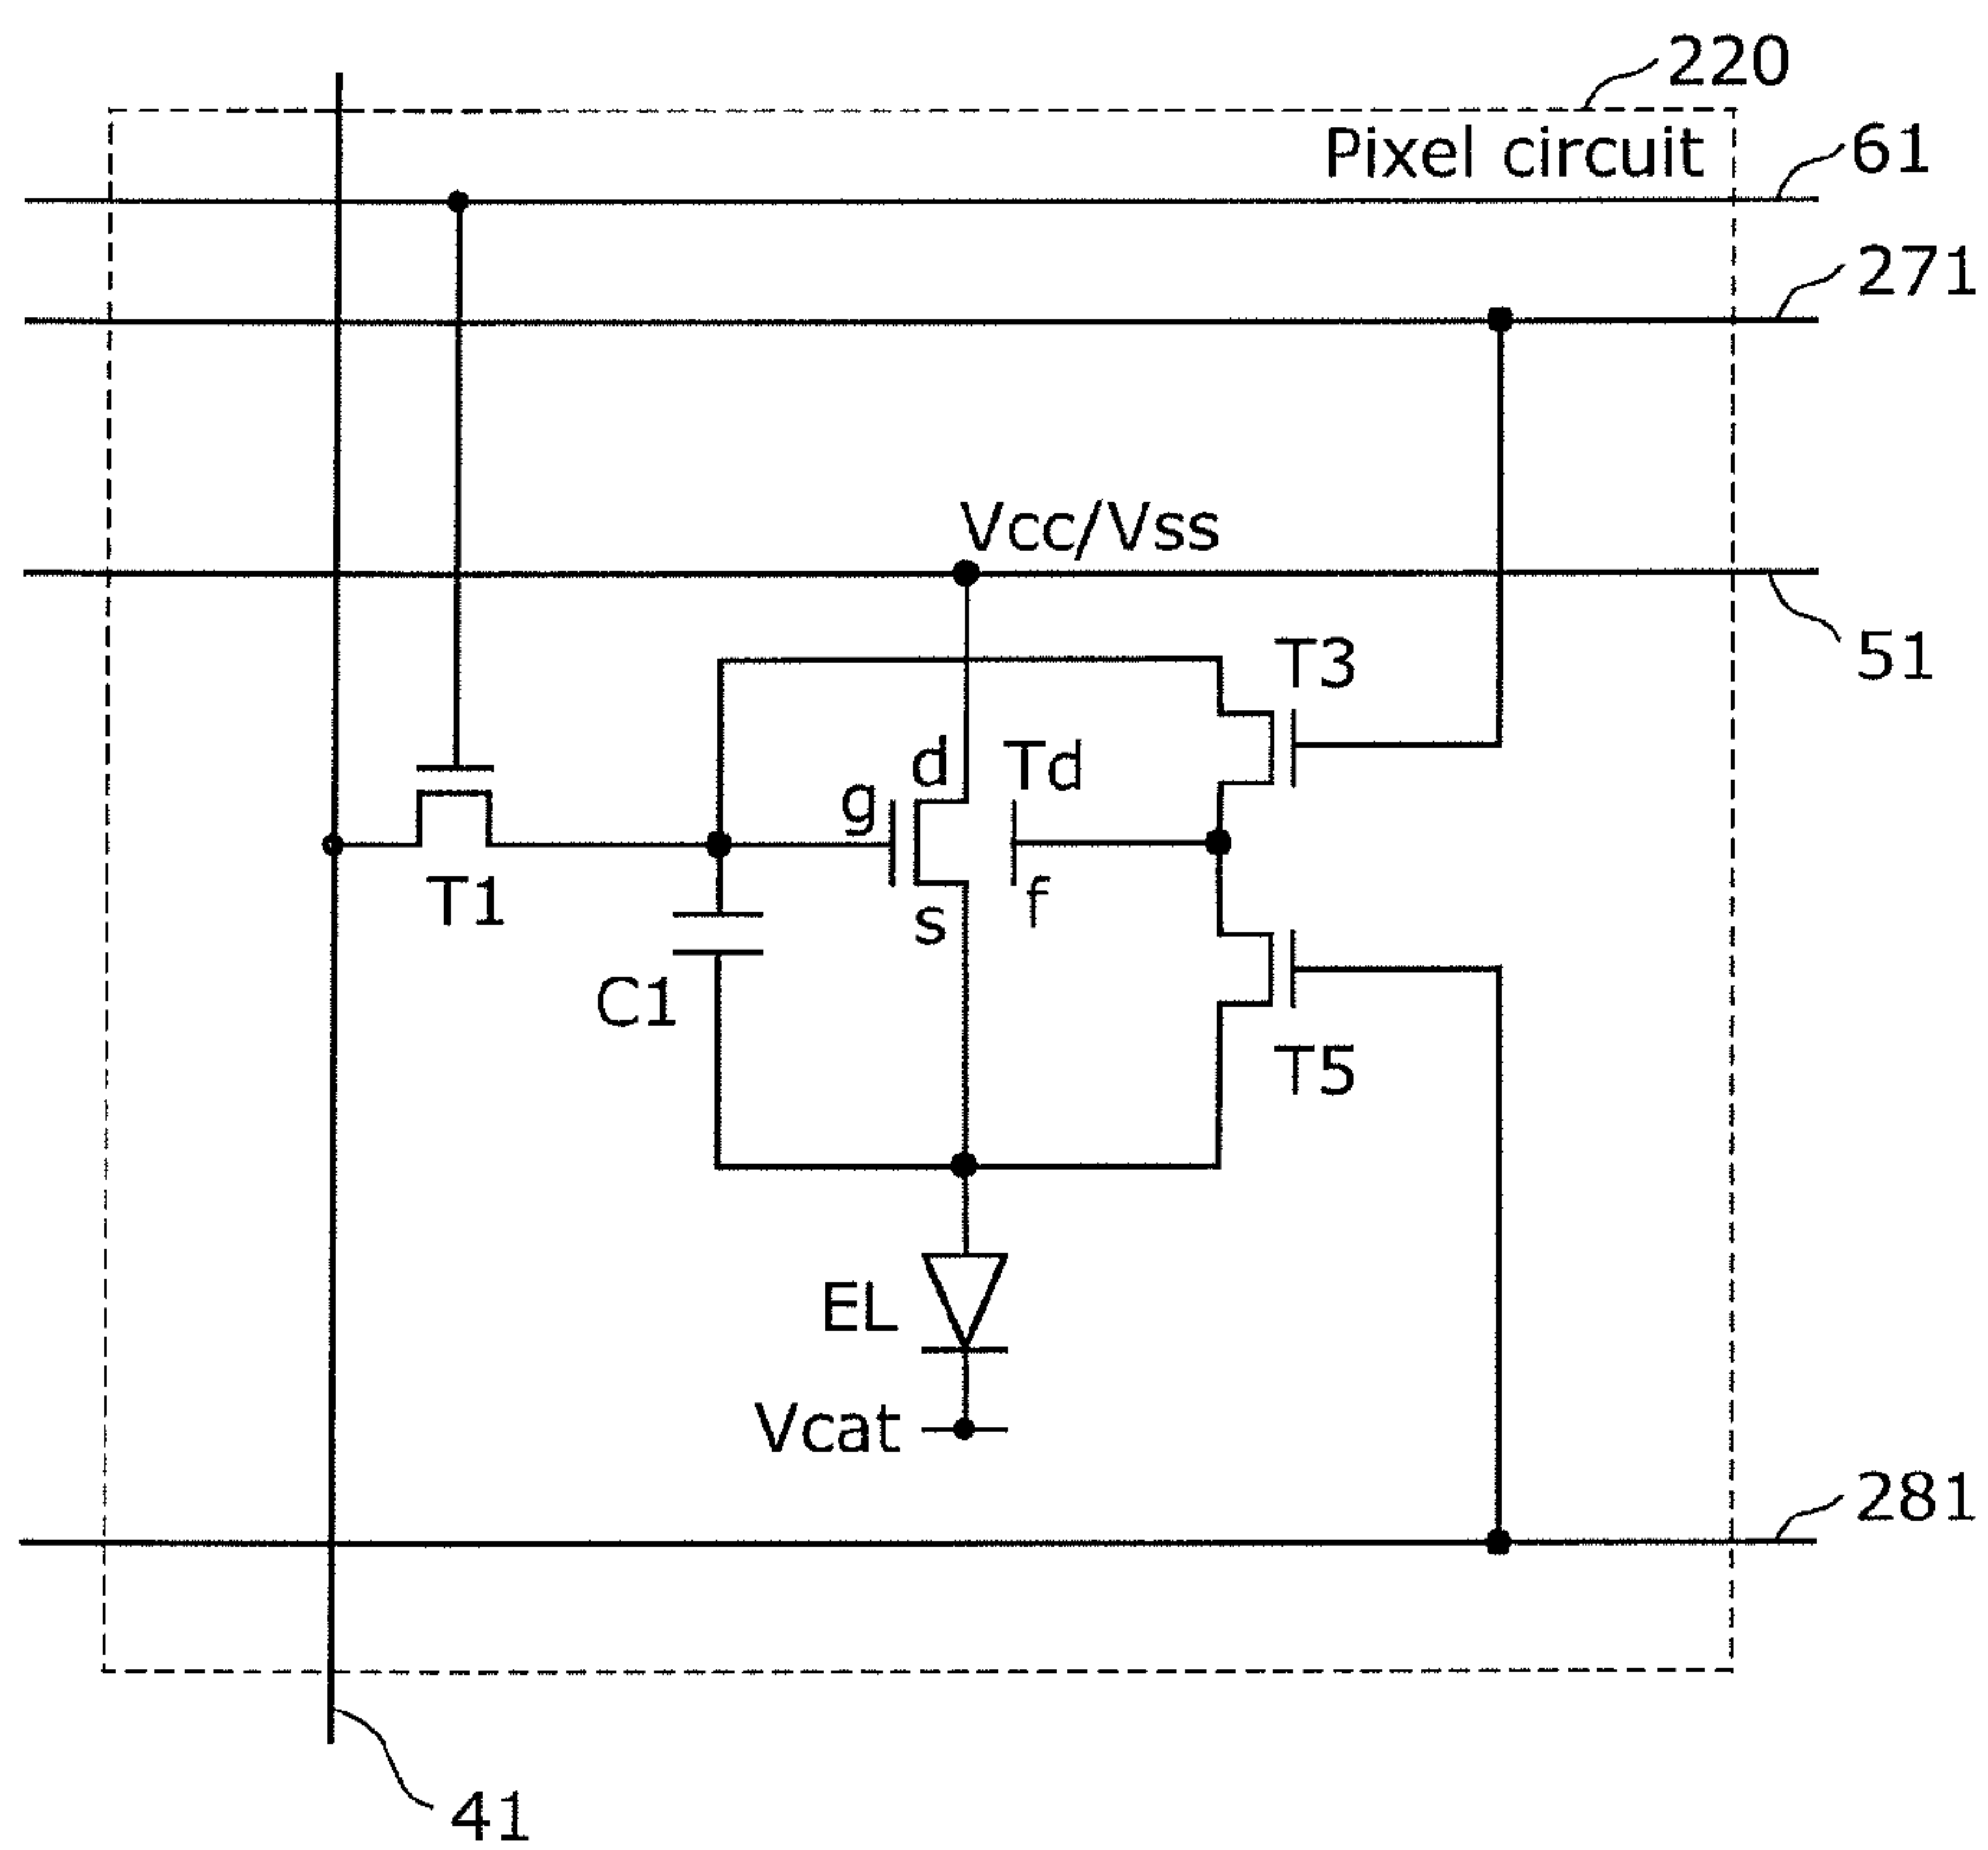 220
Pixel circuit
61
271
Vcc/Vss
51
T3
d
Td
g
T1
s
f
C1
T5
EL
Vcat
281
41